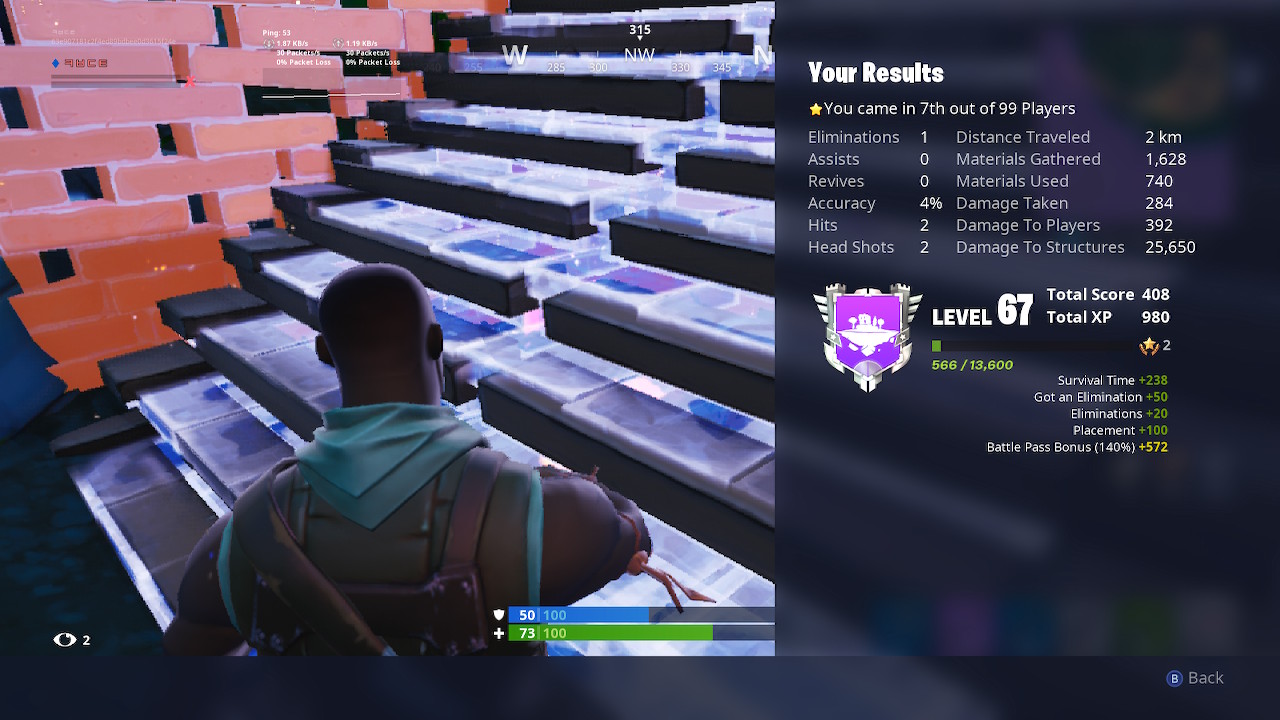 Ping: 53
1.87 KB/s 1.19 KB/s
30 Packets/s 30 Packets/s
0% Packet Loss 0% Packet Loss
315
W NW N
255 285 300 330 345
50 100
73 100
2
Your Results
You came in 7th out of 99 Players
Eliminations 1 Distance Traveled 2 km
Assists 0 Materials Gathered 1,628
Revives 0 Materials Used 740
Accuracy 4% Damage Taken 284
Hits 2 Damage To Players 392
Head Shots 2 Damage To Structures 25,650
LEVEL 67
Total Score 408
Total XP 980
2
566 / 13,600
Survival Time +238
Got an Elimination +50
Eliminations +20
Placement +100
Battle Pass Bonus (140%) +572
B Back